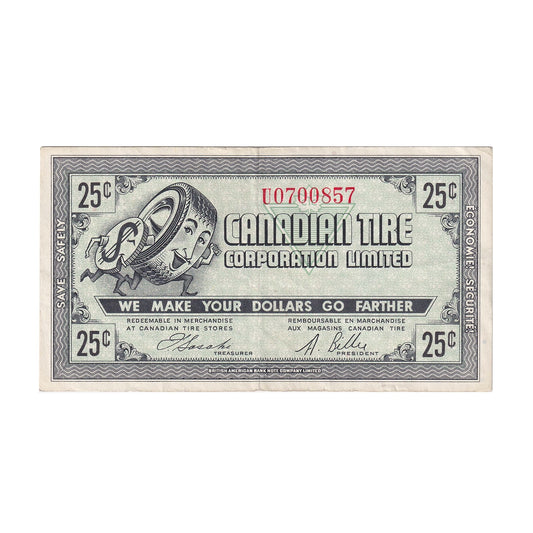 25¢ U0700857 25¢
CANADIAN TIRE
CORPORATION LIMITED
SAVE SAFELY
ÉCONOMIE: SÉCURITÉ
$
WE MAKE YOUR DOLLARS GO FARTHER
REDEEMABLE IN MERCHANDISE
AT CANADIAN TIRE STORES
REMBOURSABLE EN MARCHANDISE
AUX MAGASINS CANADIAN TIRE
25¢ 25¢
TREASURER
A. Billes
PRESIDENT
BRITISH AMERICAN BANK NOTE COMPANY LIMITED